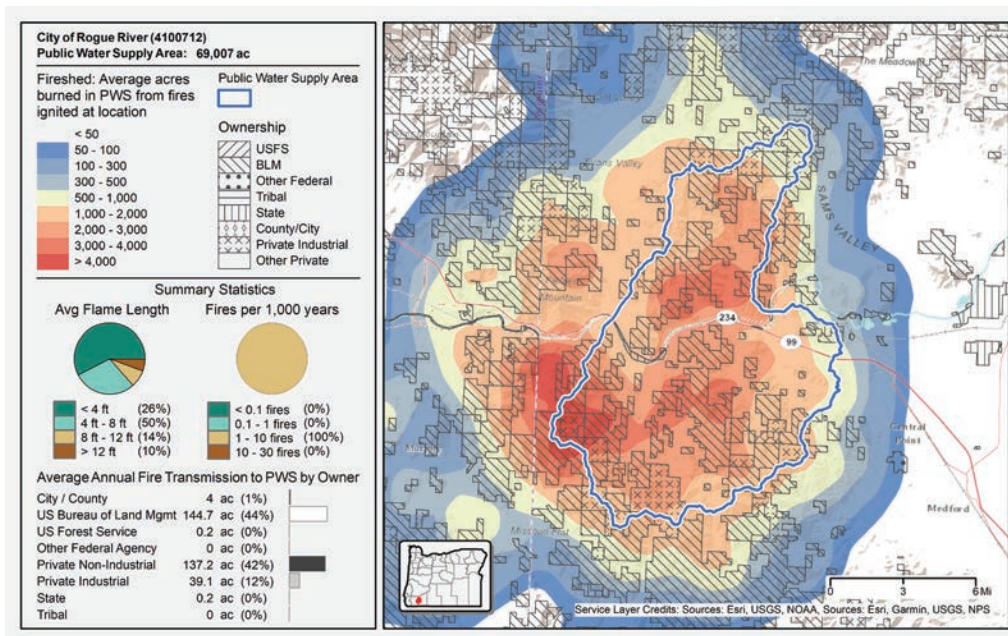 City of Rogue River (4100712)
Public Water Supply Area: 69,007 ac
Fireshed: Average acres
burned in PWS from fires
ignited at location
< 50
50 - 100
100 - 300
300 - 500
500 - 1,000
1,000 - 2,000
2,000 - 3,000
3,000 - 4,000
> 4,000
Public Water Supply Area
Ownership
USFS
BLM
Other Federal
Tribal
State
County/City
Private Industrial
Other Private
Summary Statistics
Avg Flame Length
Fires per 1,000 years
< 4 ft (26%)
4 ft - 8 ft (50%)
8 ft - 12 ft (14%)
> 12 ft (10%)
< 0.1 fires (0%)
0.1 - 1 fires (0%)
1 - 10 fires (100%)
10 - 30 fires (0%)
Average Annual Fire Transmission to PWS by Owner
City / County 4 ac (1%)
US Bureau of Land Mgmt 144.7 ac (44%)
US Forest Service 0.2 ac (0%)
Other Federal Agency 0 ac (0%)
Private Non-Industrial 137.2 ac (42%)
Private Industrial 39.1 ac (12%)
State 0.2 ac (0%)
Tribal 0 ac (0%)
The Meadows
Evans Valley
SAMS VALLEY
Mountain
234
99
Central
Point
Medford
Missouri Flat
0 3 6 Mi
Service Layer Credits: Sources: Esri, USGS, NOAA, Sources: Esri, Garmin, USGS, NPS